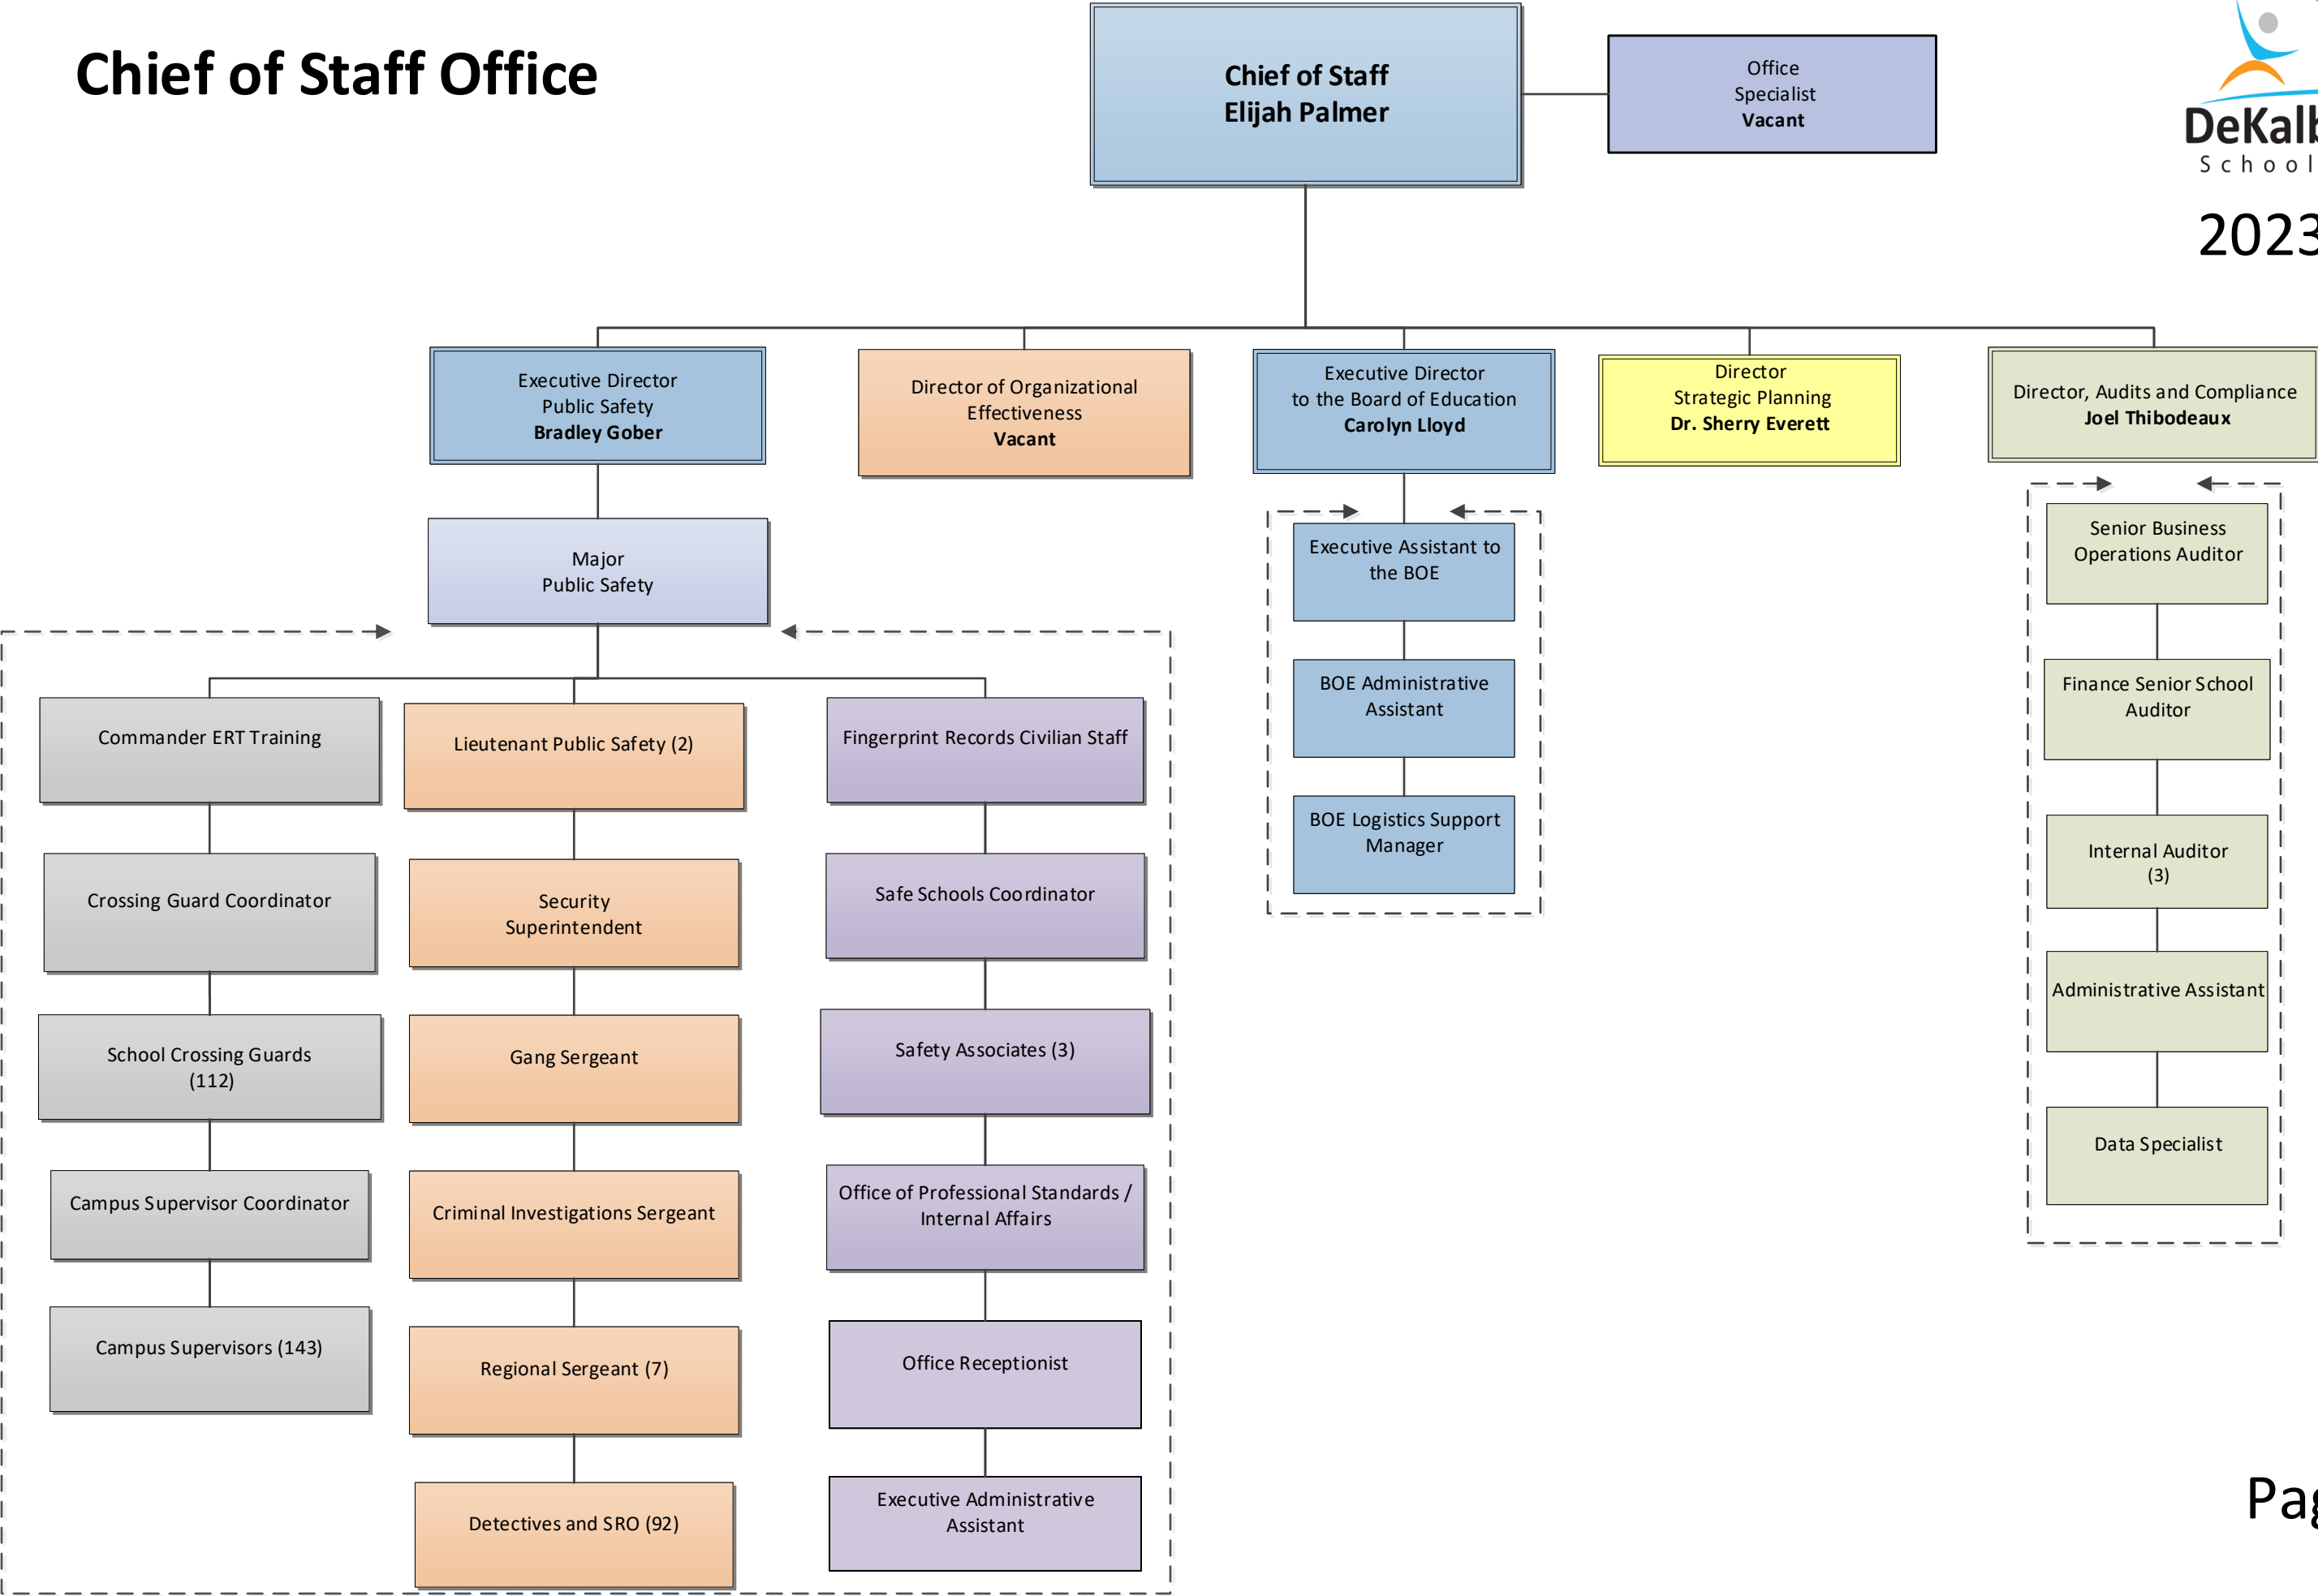 Chief of Staff Office
Chief of Staff
Elijah Palmer
Office
Specialist
Vacant
DeKalb
School
2023
Executive Director
Public Safety
Bradley Gober
Director of Organizational
Effectiveness
Vacant
Executive Director
to the Board of Education
Carolyn Lloyd
Director
Strategic Planning
Dr. Sherry Everett
Director, Audits and Compliance
Joel Thibodeaux
Major
Public Safety
Commander ERT Training
Crossing Guard Coordinator
School Crossing Guards
(112)
Campus Supervisor Coordinator
Campus Supervisors (143)
Lieutenant Public Safety (2)
Security
Superintendent
Gang Sergeant
Criminal Investigations Sergeant
Regional Sergeant (7)
Detectives and SRO (92)
Fingerprint Records Civilian Staff
Safe Schools Coordinator
Safety Associates (3)
Office of Professional Standards /
Internal Affairs
Office Receptionist
Executive Administrative
Assistant
Executive Assistant to
the BOE
BOE Administrative
Assistant
BOE Logistics Support
Manager
Senior Business
Operations Auditor
Finance Senior School
Auditor
Internal Auditor
(3)
Administrative Assistant
Data Specialist
Pag